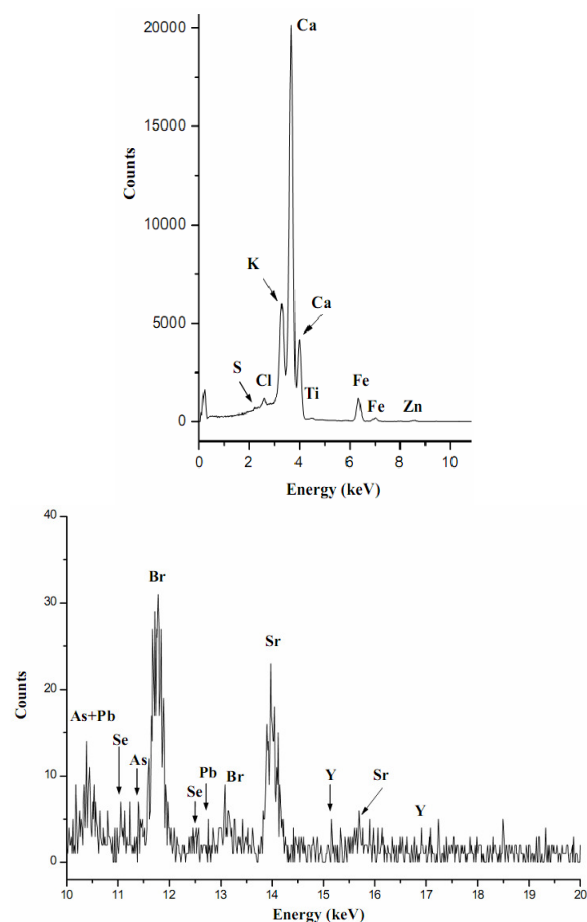 20000
15000
10000
5000
0
Counts
Ca
K
Ca
S
Cl
Ti
Fe
Fe
Zn
0 2 4 6 8 10
Energy (keV)
40
30
20
10
0
Counts
Br
Sr
As+Pb
Se
As
Se
Pb
Br
Y
Sr
Y
10 11 12 13 14 15 16 17 18 19 20
Energy (keV)